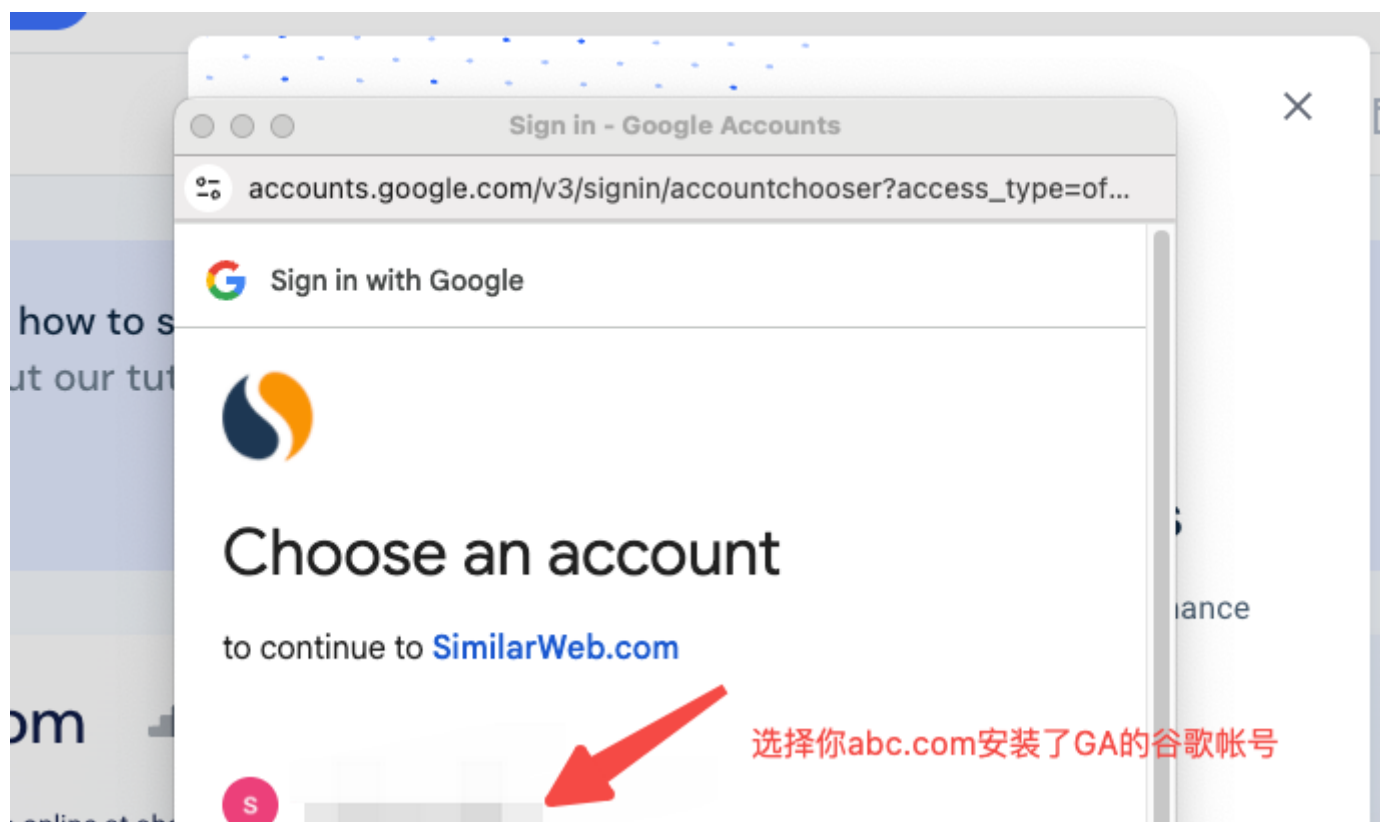 Sign in - Google Accounts
accounts.google.com/v3/signin/accountchooser?access_type=of...
Sign in with Google
how to s
ut our tut
Choose an account
s
nance
to continue to SimilarWeb.com
om
选择你abc.com安装了GA的谷歌帐号
S